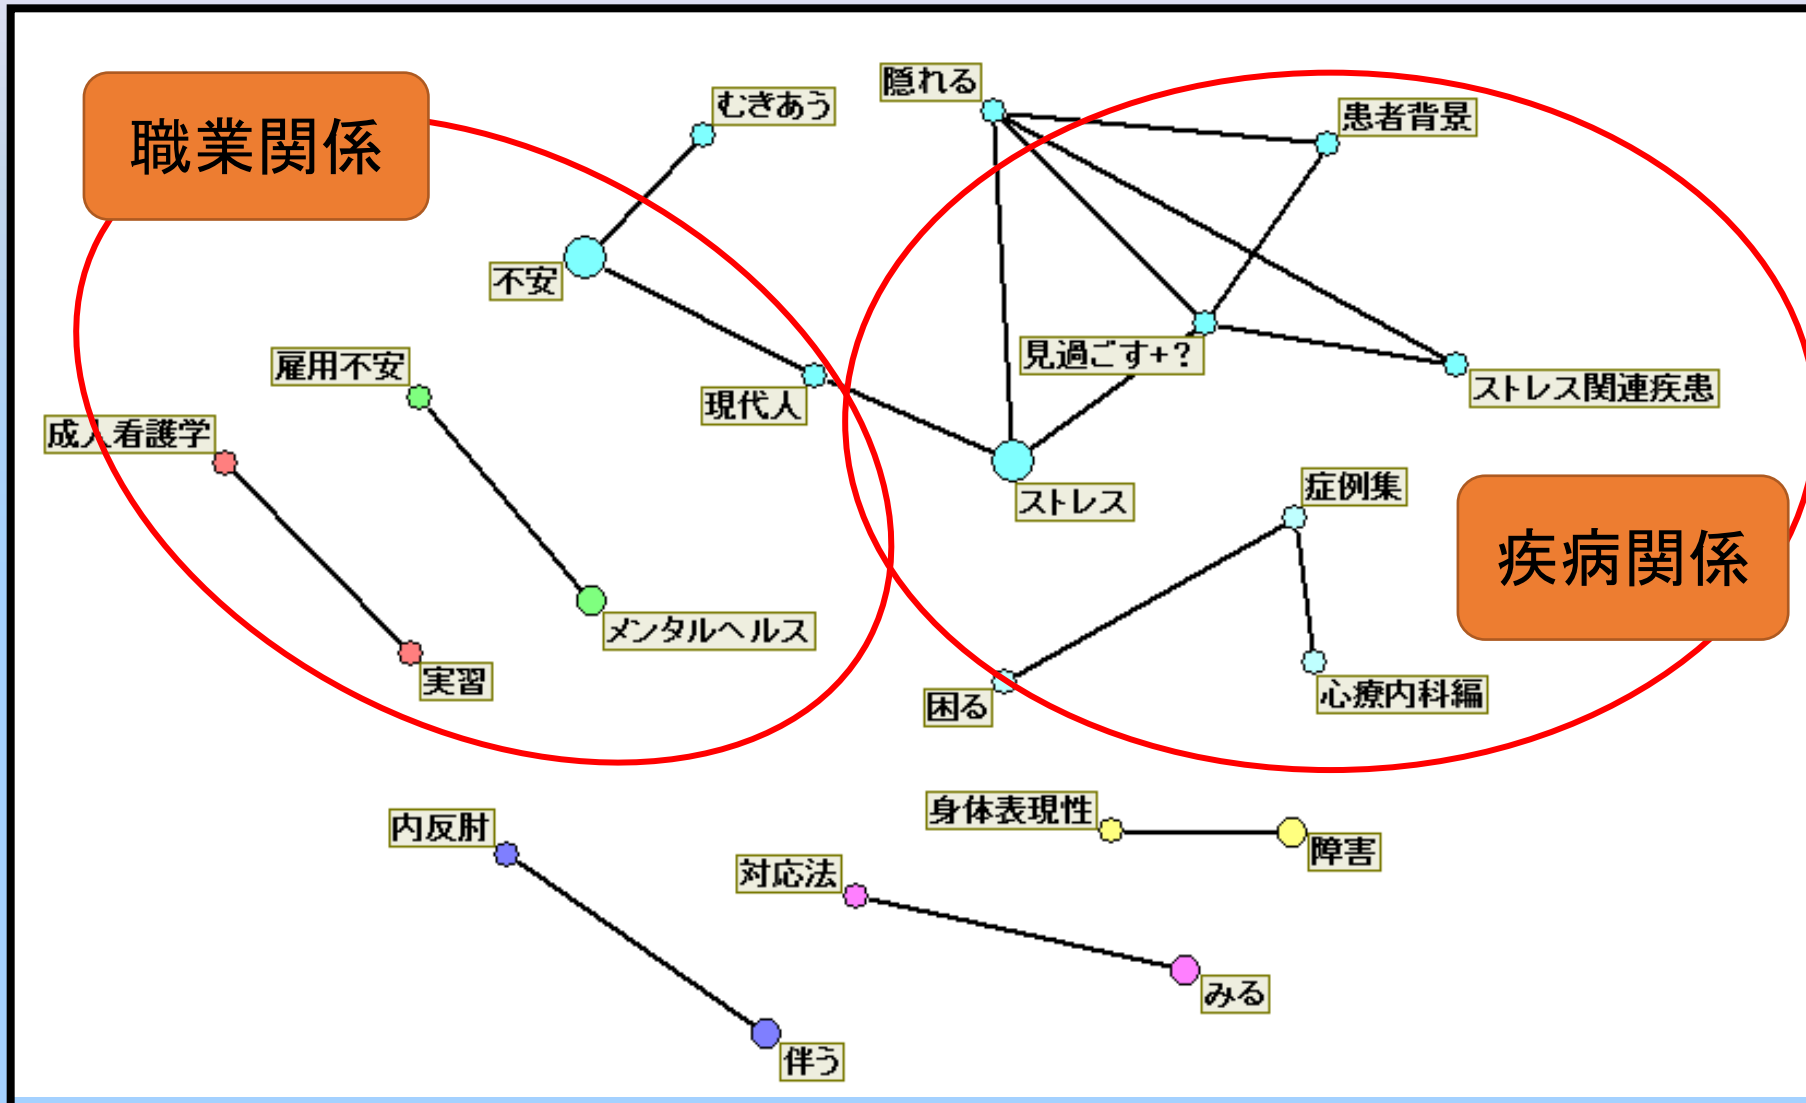 隠れる
むきあう
患者背景
職業関係
不安
見過ごす+?
雇用不安
現代人
ストレス関連疾患
成人看護学
症例集
ストレス
疾病関係
メンタルヘルス
実習
心療内科編
困る
身体表現性
内反肘
障害
対応法
みる
伴う